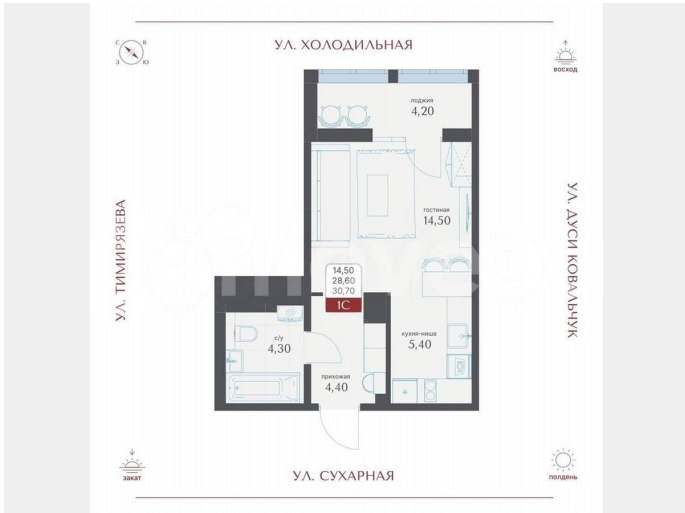 УЛ. ХОЛОДИЛЬНАЯ
С
В
З
Ю
восход
лоджия
4,20
гостиная
14,50
УЛ. ТИМИРЯЗЕВА
УЛ. ДУСИ КОВАЛЬЧУК
14,50
28,60
30,70
1С
с/у
4,30
кухня-ниша
5,40
прихожая
4,40
закат
УЛ. СУХАРНАЯ
полдень